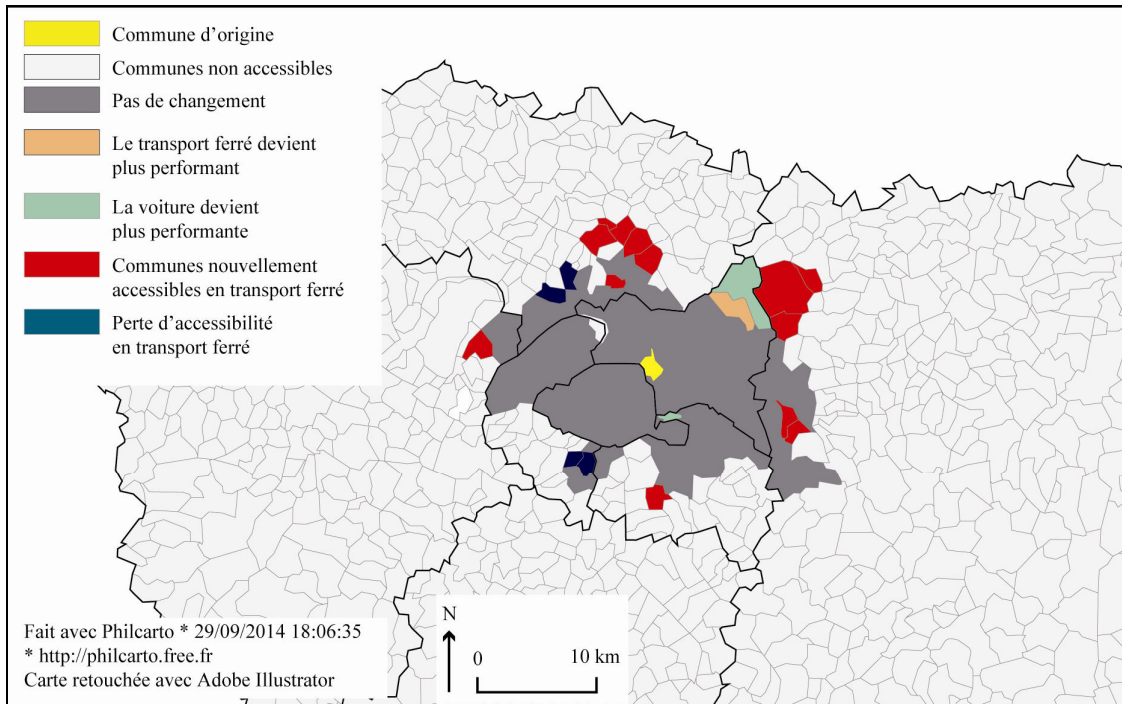 Commune d’origine
Communes non accessibles
Pas de changement
Le transport ferré devient
plus performant
La voiture devient
plus performante
Communes nouvellement
accessibles en transport ferré
Perte d’accessibilité
en transport ferré
Fait avec Philcarto * 29/09/2014 18:06:35
* http://philcarto.free.fr
Carte retouchée avec Adobe Illustrator
N
0 10 km